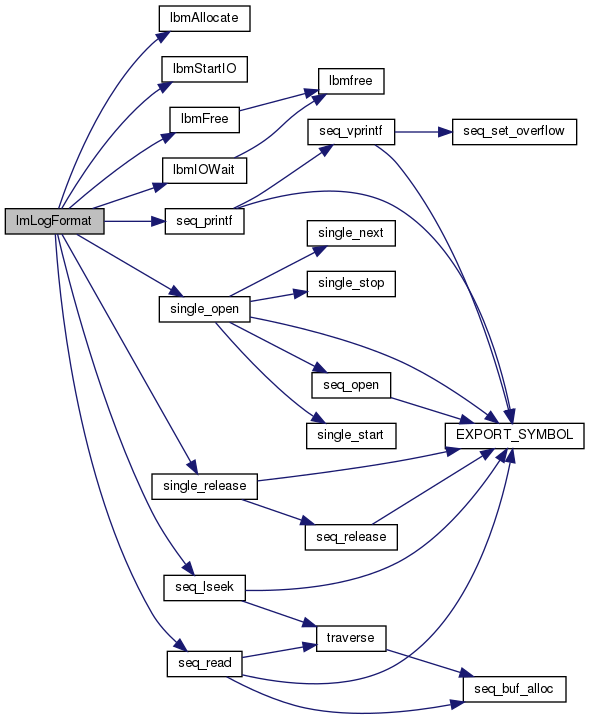 lbmAllocate
lbmStartIO
lbmFree
lbmfree
seq_vprintf
seq_set_overflow
lbmIOWait
lmLogFormat
seq_printf
single_next
single_stop
single_open
seq_open
single_start
EXPORT_SYMBOL
single_release
seq_release
seq_lseek
traverse
seq_read
seq_buf_alloc